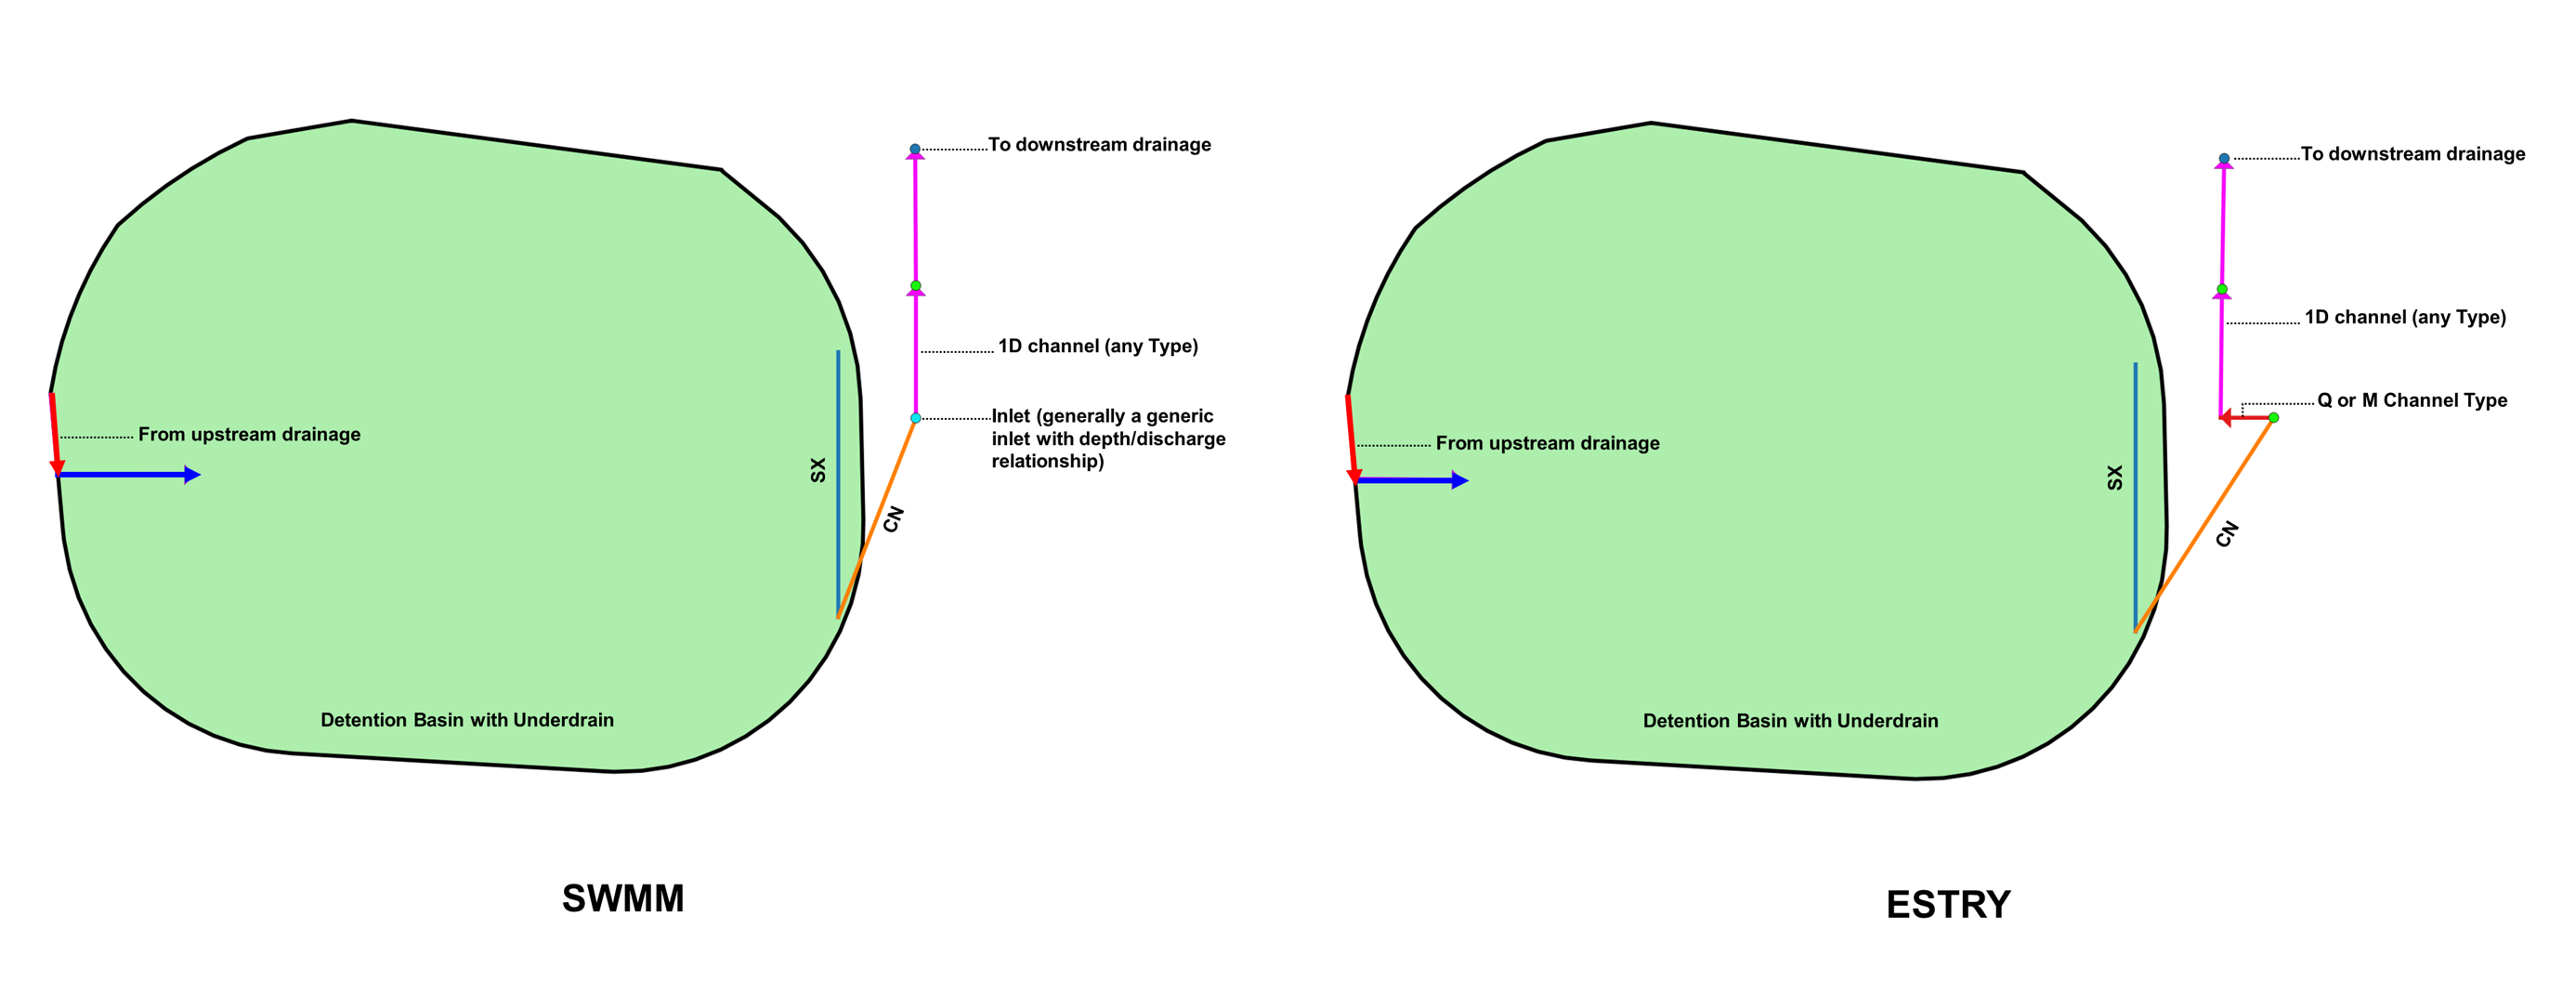 To downstream drainage
1D channel (any Type)
Inlet (generally a generic
inlet with depth/discharge
relationship)
From upstream drainage
SX
CN
Detention Basin with Underdrain
SWMM
To downstream drainage
1D channel (any Type)
Q or M Channel Type
From upstream drainage
SX
CN
Detention Basin with Underdrain
ESTRY